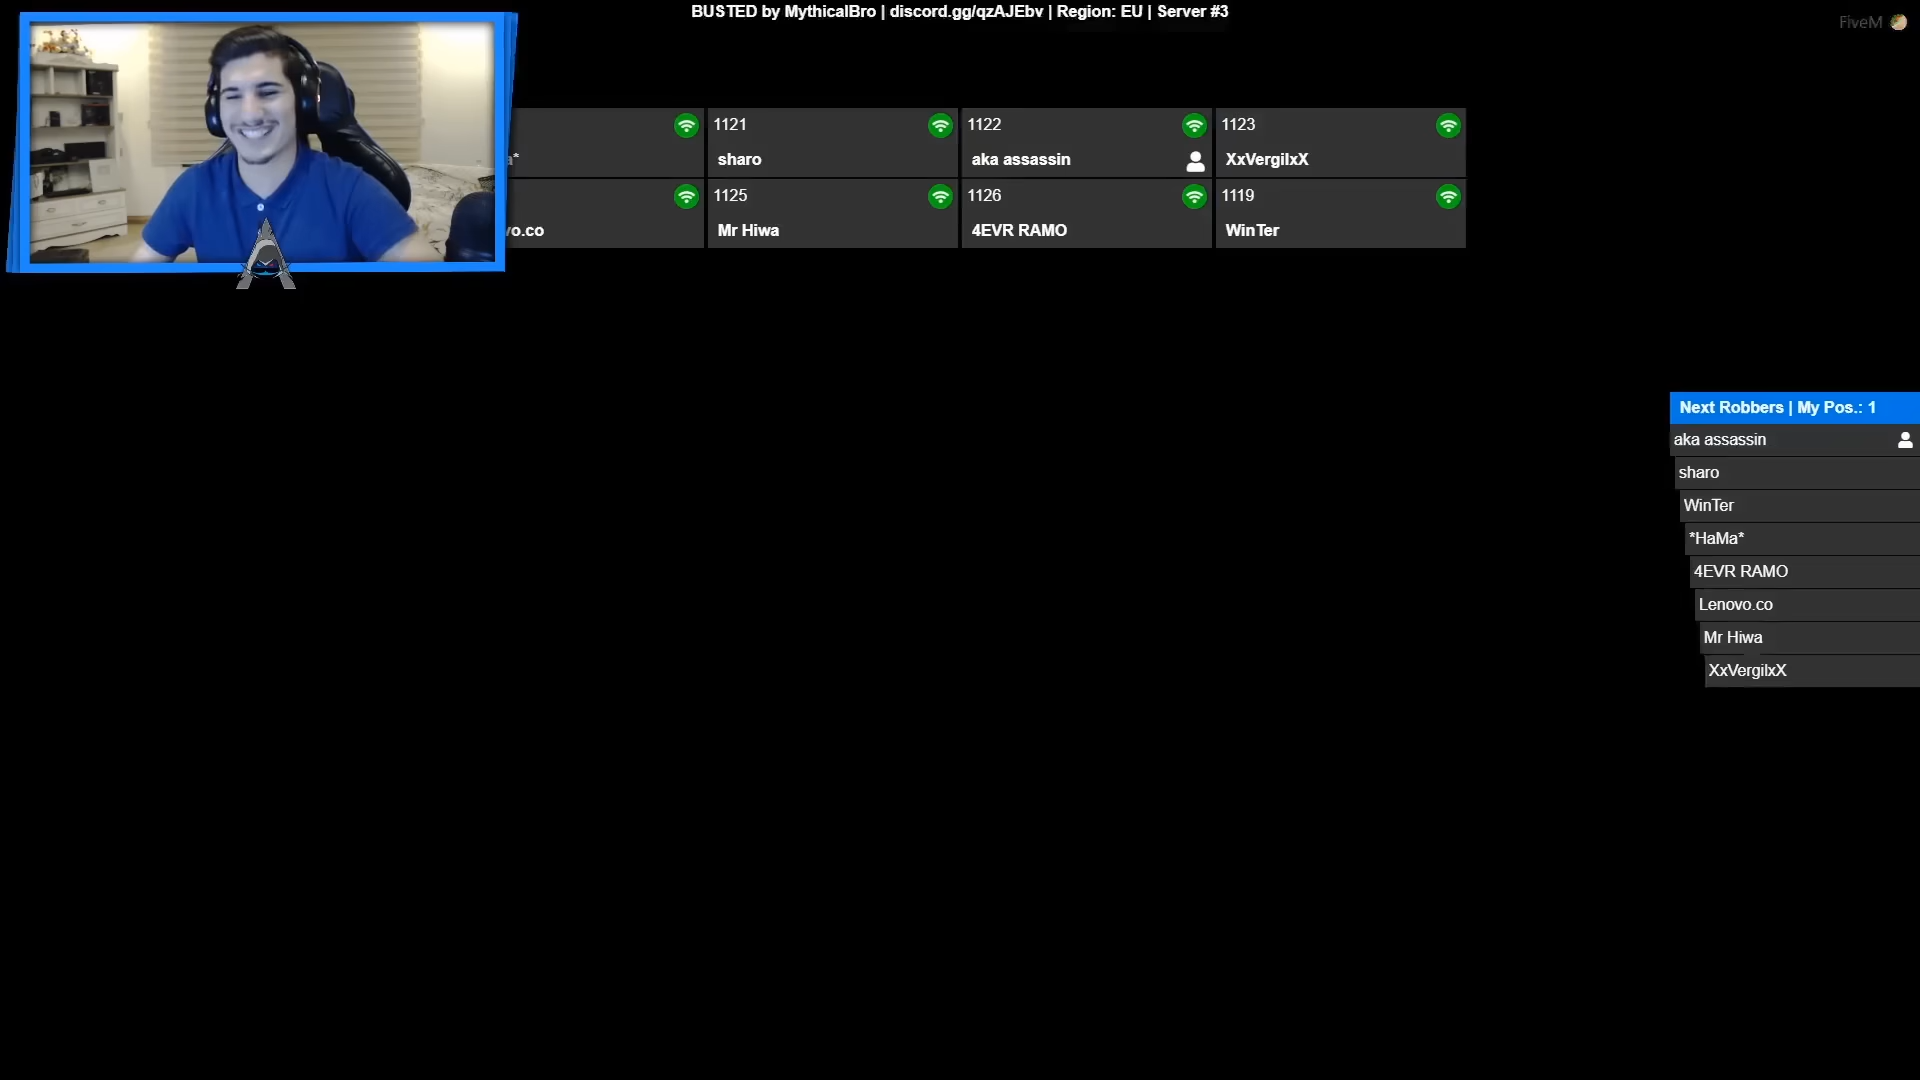 BUSTED by MythicalBro | discord.gg/qzAJEbv | Region: EU | Server #3
FiveM
1121
1122
1123
a*
sharo
aka assassin
XxVergilxX
1125
1126
1119
vo.co
Mr Hiwa
4EVR RAMO
WinTer
Next Robbers | My Pos.: 1
aka assassin
sharo
WinTer
*HaMa*
4EVR RAMO
Lenovo.co
Mr Hiwa
XxVergilxX